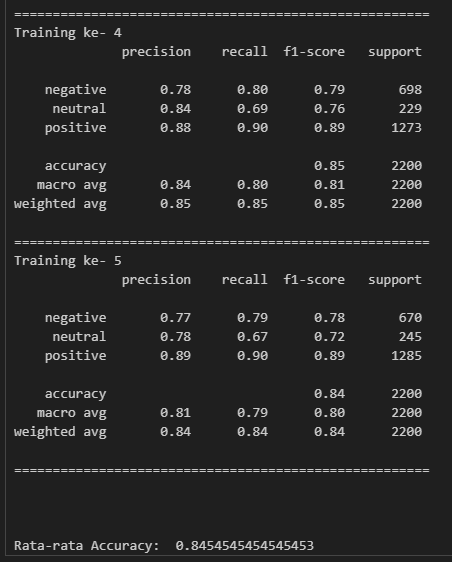 ======================================================
Training ke- 4
precision recall f1-score support
negative 0.78 0.80 0.79 698
neutral 0.84 0.69 0.76 229
positive 0.88 0.90 0.89 1273
accuracy 0.85 2200
macro avg 0.84 0.80 0.81 2200
weighted avg 0.85 0.85 0.85 2200
======================================================
Training ke- 5
precision recall f1-score support
negative 0.77 0.79 0.78 670
neutral 0.78 0.67 0.72 245
positive 0.89 0.90 0.89 1285
accuracy 0.84 2200
macro avg 0.81 0.79 0.80 2200
weighted avg 0.84 0.84 0.84 2200
======================================================
Rata-rata Accuracy: 0.8454545454545453